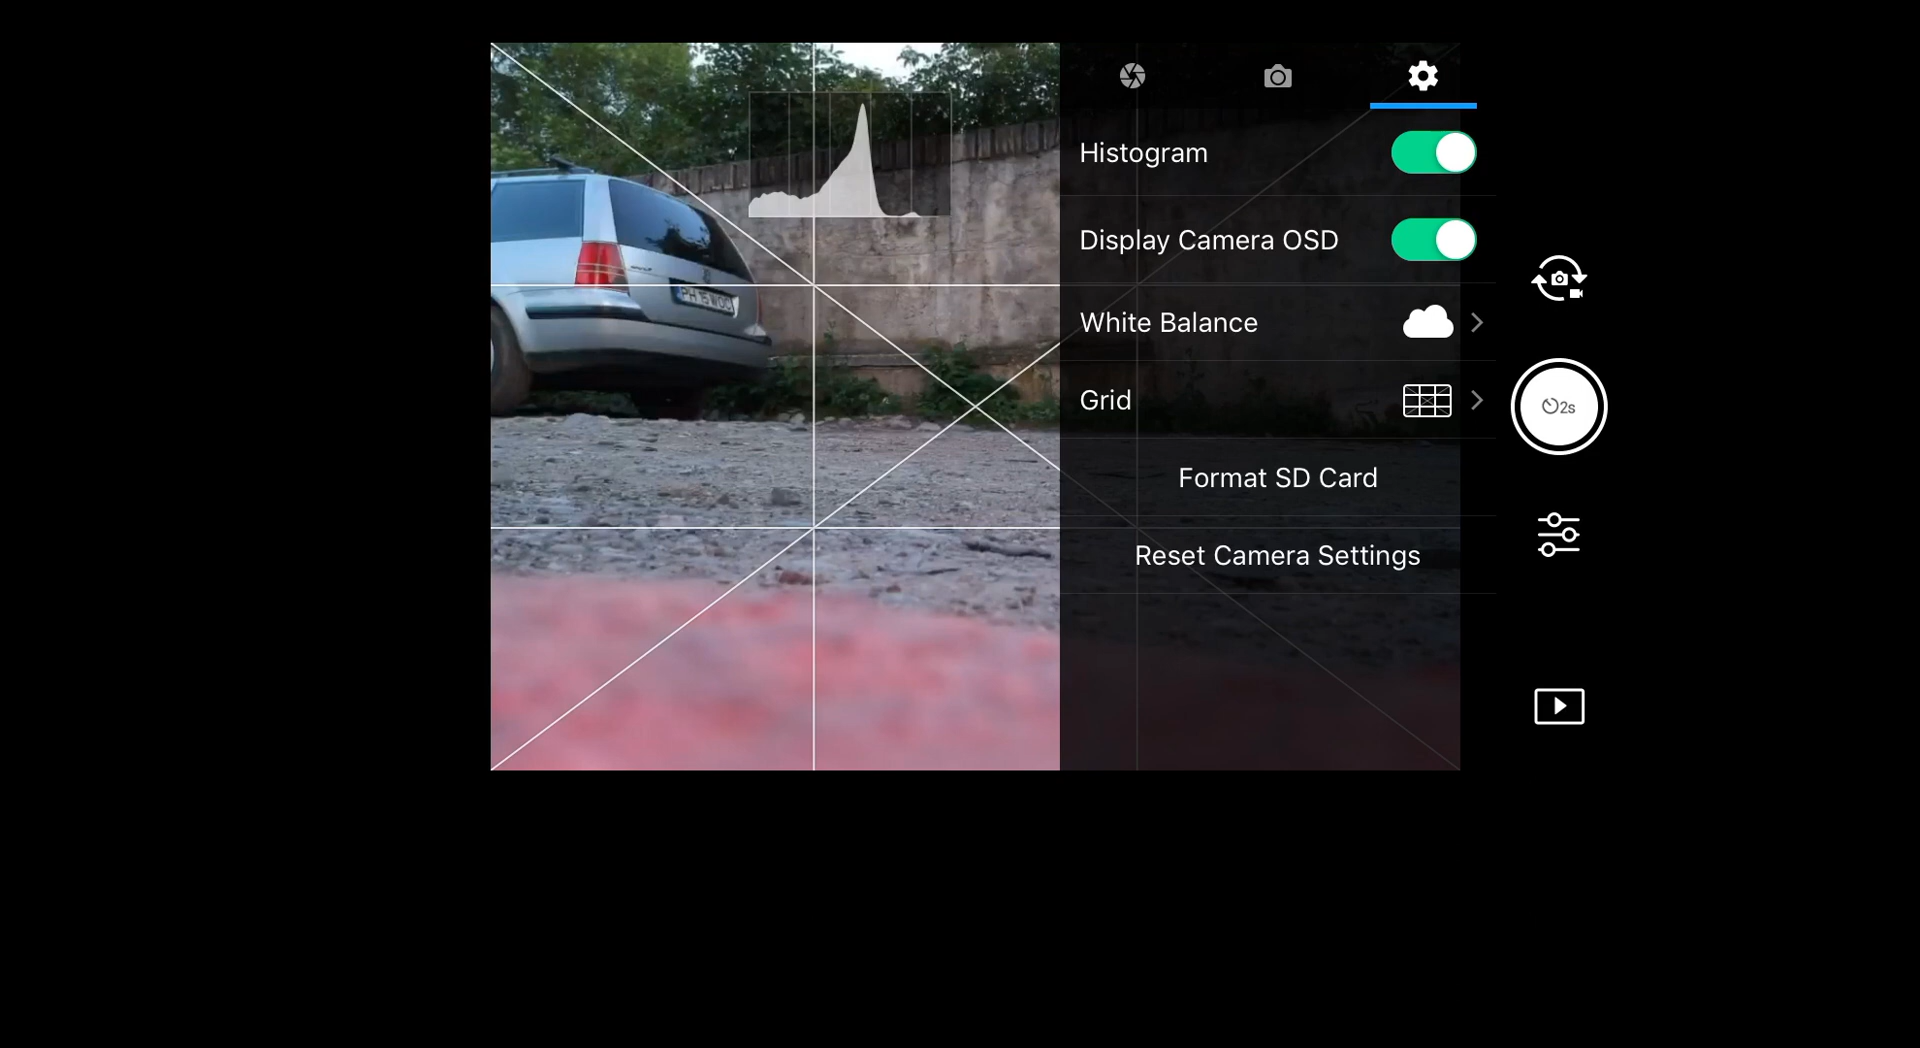 Histogram
Display Camera OSD
White Balance
Grid
Format SD Card
Reset Camera Settings
2s